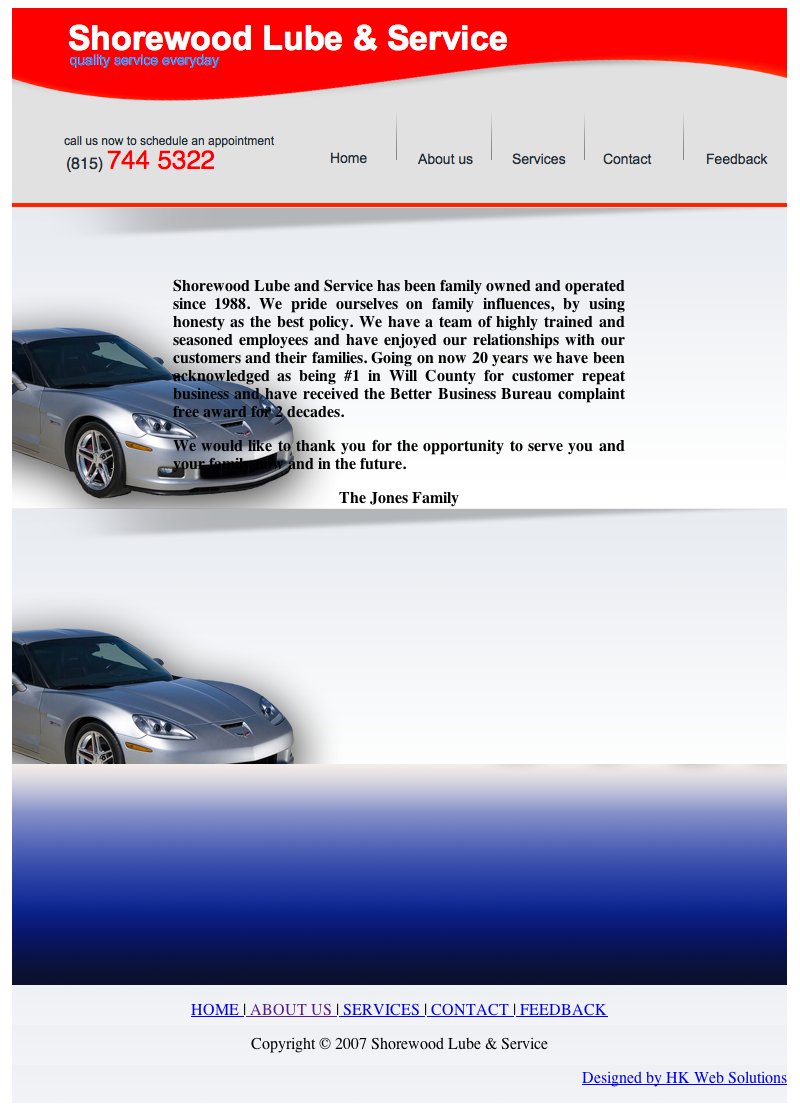 Shorewood Lube & Service
quality service everyday
call us now to schedule an appointment
(815) 744 5322
Home About us Services Contact Feedback
Shorewood Lube and Service has been family owned and operated
since 1988. We pride ourselves on family influences, by using
honesty as the best policy. We have a team of highly trained and
seasoned employees and have enjoyed our relationships with our
customers and their families. Going on now 20 years we have been
acknowledged as being #1 in Will County for customer repeat
business and have received the Better Business Bureau complaint
free award for 2 decades.
We would like to thank you for the opportunity to serve you and
your family now and in the future.
The Jones Family
HOME | ABOUT US | SERVICES | CONTACT | FEEDBACK
Copyright © 2007 Shorewood Lube & Service
Designed by HK Web Solutions